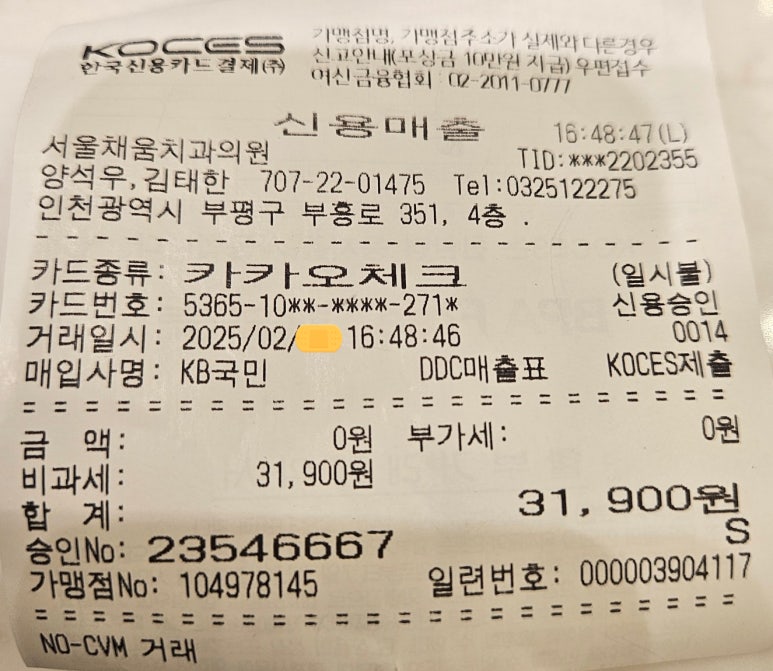 KOCES
한국신용카드결제(주)
가맹점명, 가맹점주소가 실제와 다른경우
신고안내(포상금 10만원 지급) 우편접수
여신금융협회 : 02-2011-0777
신용매출 16:48:47(L)
서울채움치과의원 TID:***2202355
양석우,김태한 707-22-01475 Tel:0325122275
인천광역시 부평구 부흥로 351, 4층 .
카드종류: 카카오체크 (일시불)
카드번호: 5365-10**-****-271* 신용승인
거래일시: 2025/02/ 16:48:46 0014
매입사명: KB국민 DDC매출표 KOCES제출
금 액: 0원 부가세: 0원
비과세: 31,900원
합 계: 31,900원
S
승인No: 23546667
가맹점No: 104978145 일련번호: 000003904117
NO-CVM 거래